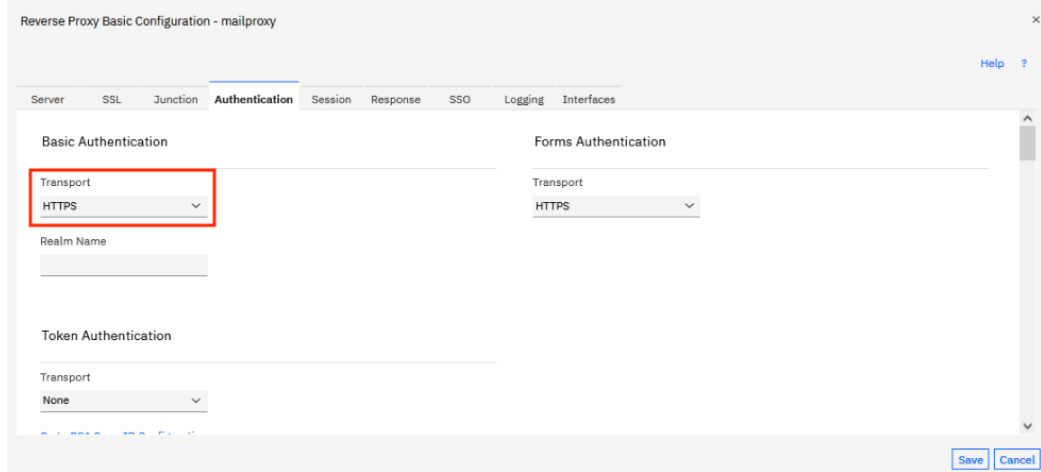 Reverse Proxy Basic Configuration - mailproxy ×
Help ?
Server SSL Junction Authentication Session Response SSO Logging Interfaces
Basic Authentication
Forms Authentication
Transport
Transport
HTTPS
HTTPS
Realm Name
Token Authentication
Transport
None
Save Cancel